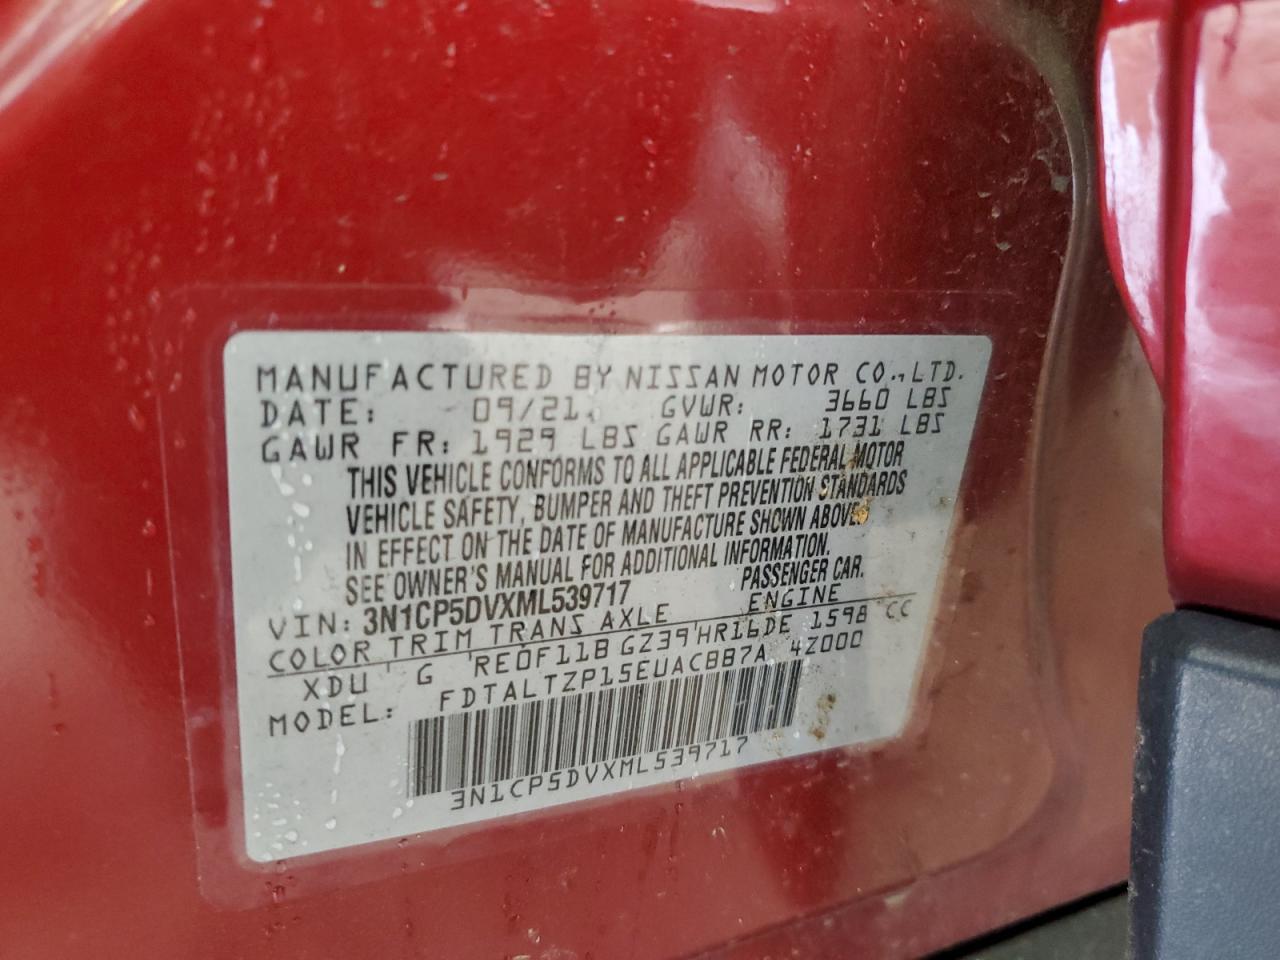 MANUFACTURED BY NISSAN MOTOR CO.,LTD.
DATE: 09/21. GVWR: 3660 LBS
GAWR FR: 1929 LBS GAWR RR: 1731 LBS
THIS VEHICLE CONFORMS TO ALL APPLICABLE FEDERAL MOTOR
VEHICLE SAFETY, BUMPER AND THEFT PREVENTION STANDARDS
IN EFFECT ON THE DATE OF MANUFACTURE SHOWN ABOVE.
SEE OWNER'S MANUAL FOR ADDITIONAL INFORMATION.
VIN: 3N1CP5DVXML539717 PASSENGER CAR.
COLOR TRIM TRANS AXLE ENGINE
XDU G RE0F11B GZ39 HR16DE 1598 CC
MODEL: FDTALTZP15EUACBB7A 4Z000
3N1CP5DVXML539717